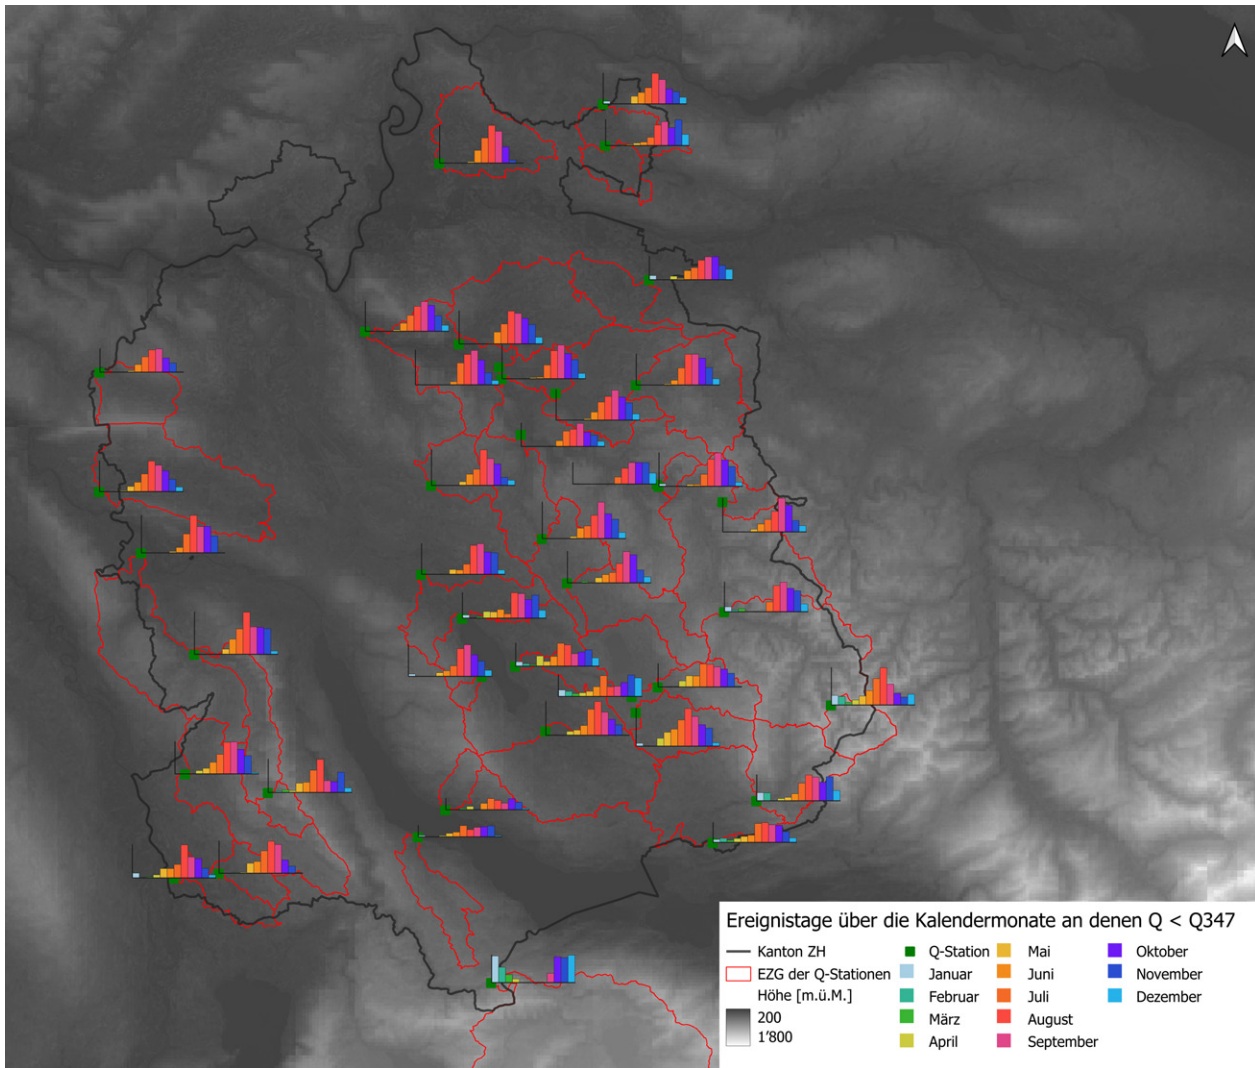 Ereignistage über die Kalendermonate an denen Q < Q347
Kanton ZH
EZG der Q-Stationen
Höhe [m.ü.M.]
200
1'800
Q-Station
Januar
Februar
März
April
Mai
Juni
Juli
August
September
Oktober
November
Dezember